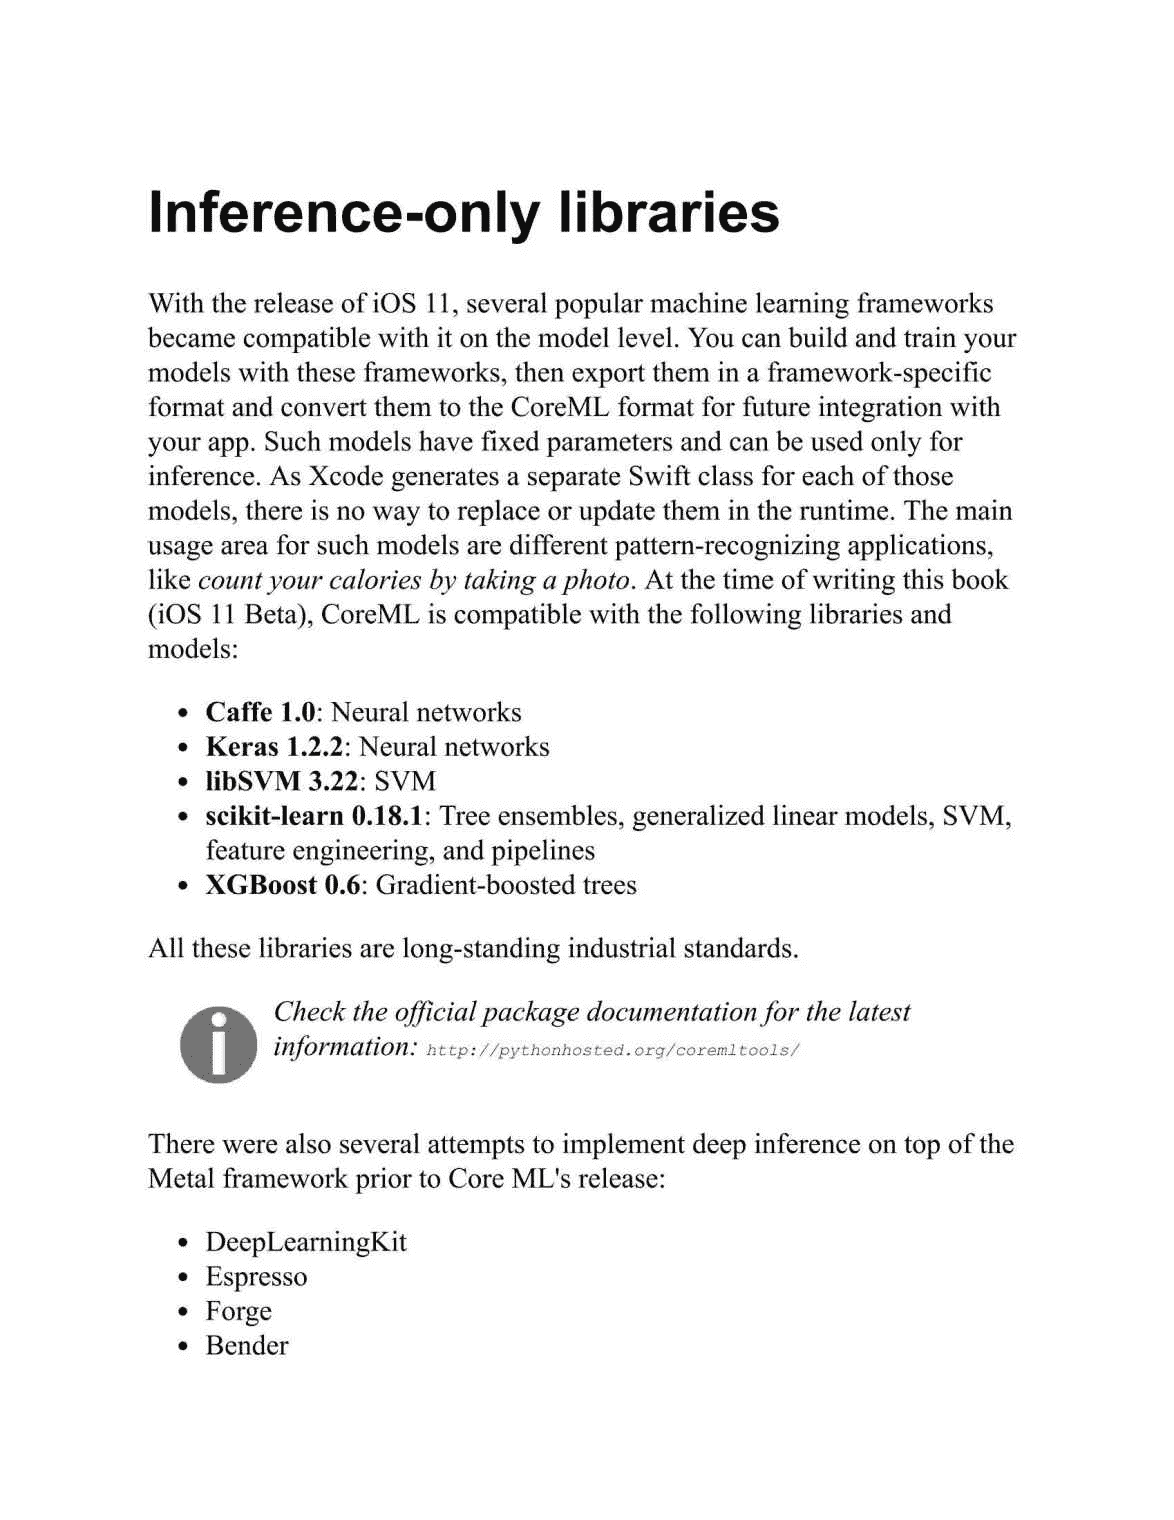 Inference-only libraries
With the release of iOS 11, several popular machine learning frameworks
became compatible with it on the model level. You can build and train your
models with these frameworks, then export them in a framework-specific
format and convert them to the CoreML format for future integration with
your app. Such models have fixed parameters and can be used only for
inference. As Xcode generates a separate Swift class for each of those
models, there is no way to replace or update them in the runtime. The main
usage area for such models are different pattern-recognizing applications,
like count your calories by taking a photo. At the time of writing this book
(iOS 11 Beta), CoreML is compatible with the following libraries and
models:
• Caffe 1.0: Neural networks
• Keras 1.2.2: Neural networks
• libSVM 3.22: SVM
• scikit-learn 0.18.1: Tree ensembles, generalized linear models, SVM,
feature engineering, and pipelines
• XGBoost 0.6: Gradient-boosted trees
All these libraries are long-standing industrial standards.
Check the official package documentation for the latest
information: http://pythonhosted.org/coremltools/
There were also several attempts to implement deep inference on top of the
Metal framework prior to Core ML's release:
• DeepLearningKit
• Espresso
• Forge
• Bender